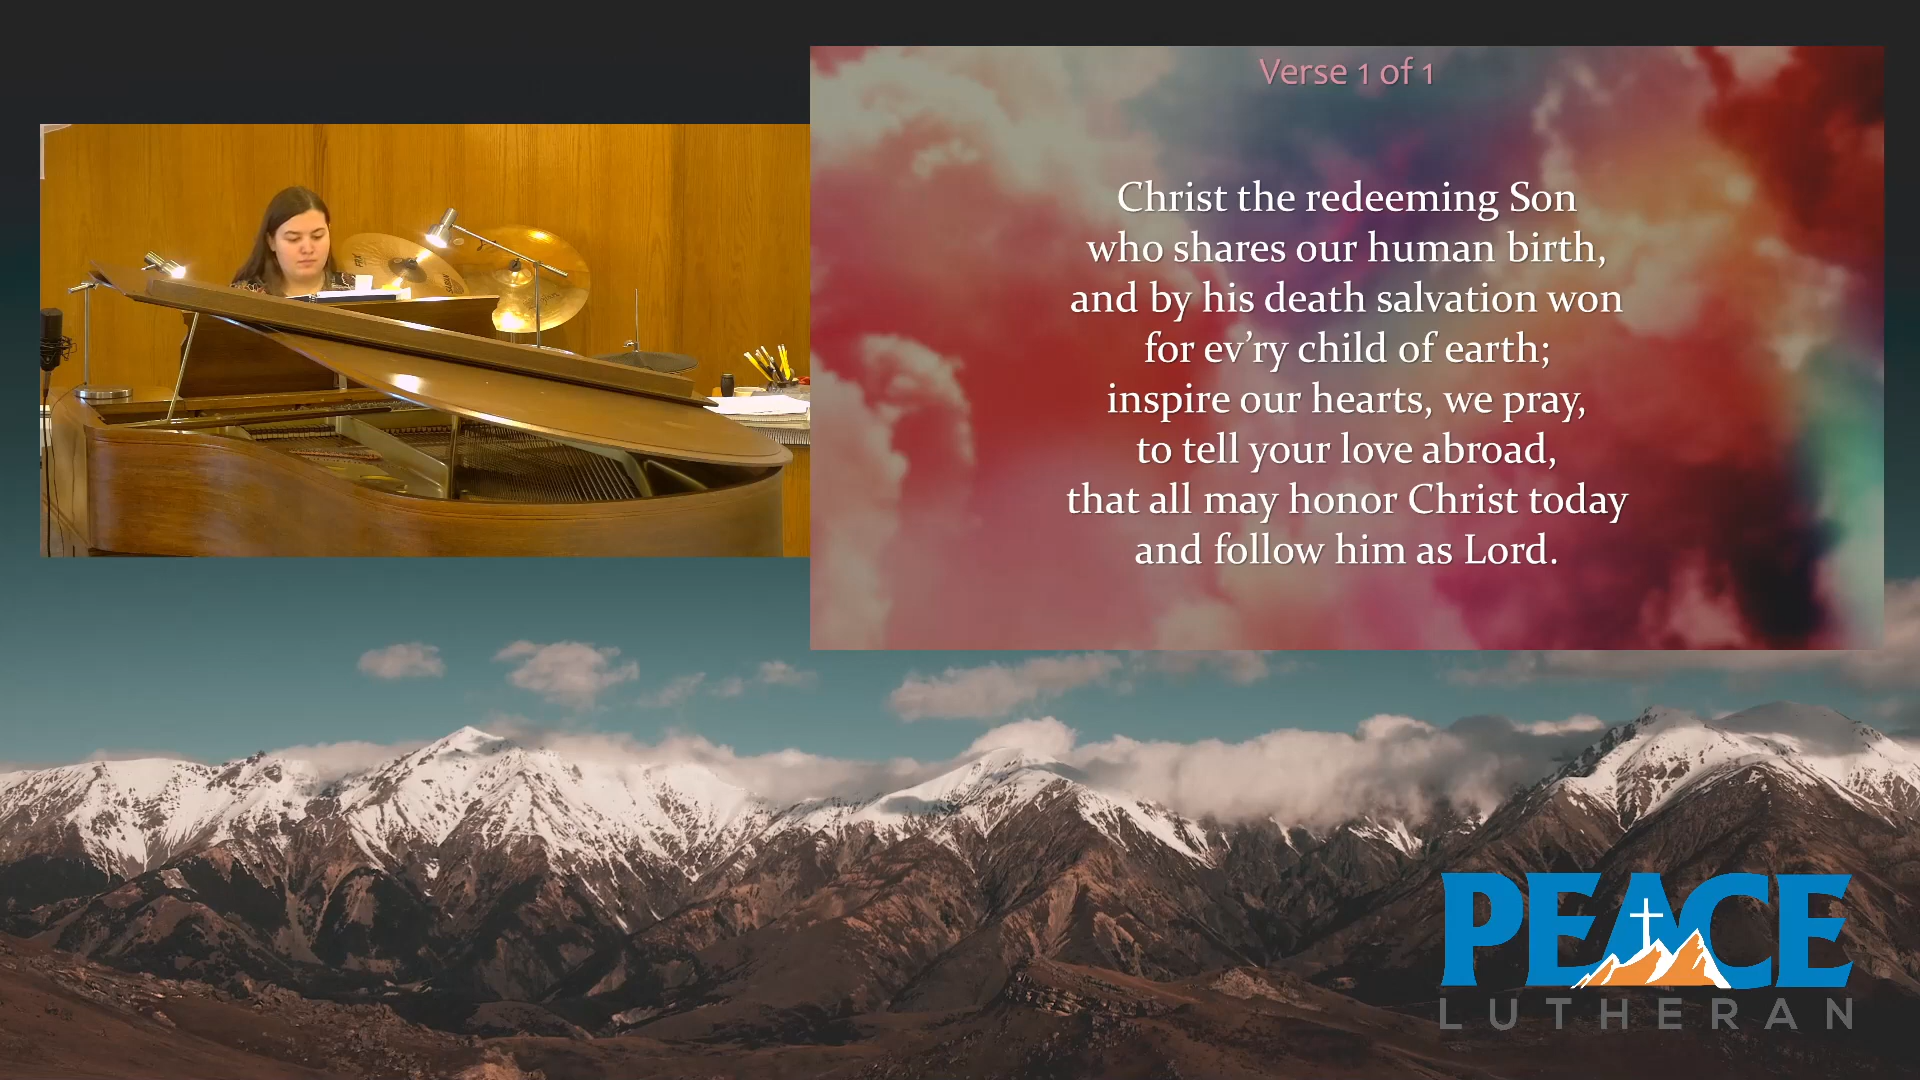 Verse 1 of 1
Christ the redeeming Son
who shares our human birth,
and by his death salvation won
for ev’ry child of earth;
inspire our hearts, we pray,
to tell your love abroad,
that all may honor Christ today
and follow him as Lord.
PEACE
LUTHERAN